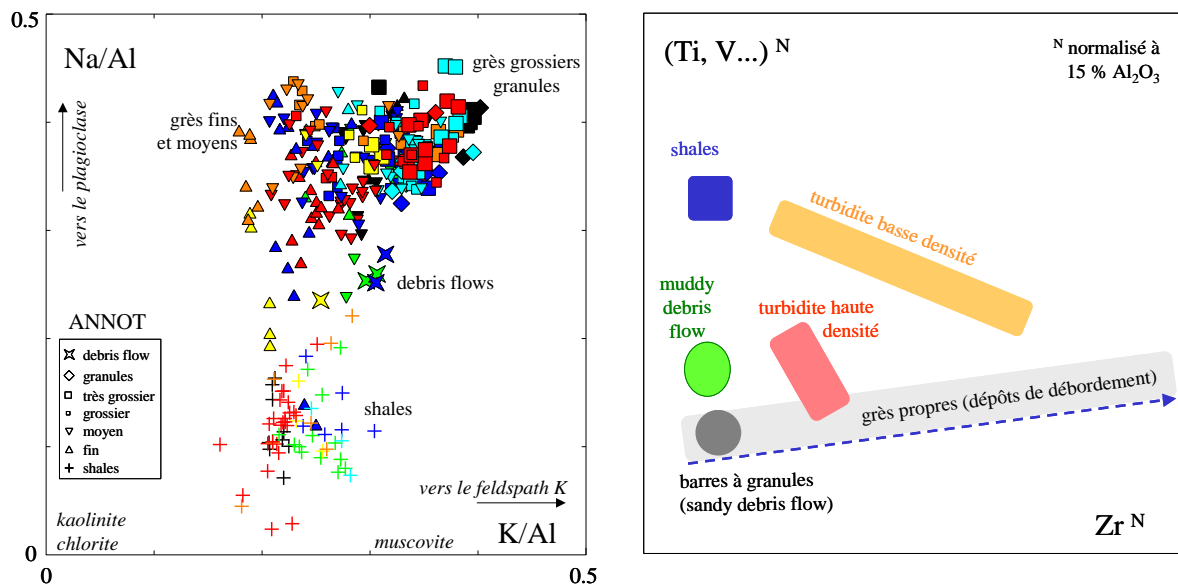 0.5
Na/Al
vers le plagioclase
grès grossiers
granules
grès fins
et moyens
debris flows
ANNOT
debris flow
granules
très grossier
grossier
moyen
fin
shales
shales
vers le feldspath K
kaolinite
chlorite
muscovite
K/Al
0
0
0.5
(Ti, V...) N
N normalisé à
15 % Al2O3
shales
turbidite basse densité
muddy
debris
flow
turbidite haute
densité
grès propres (dépôts de débordement)
barres à granules
(sandy debris flow)
Zr N